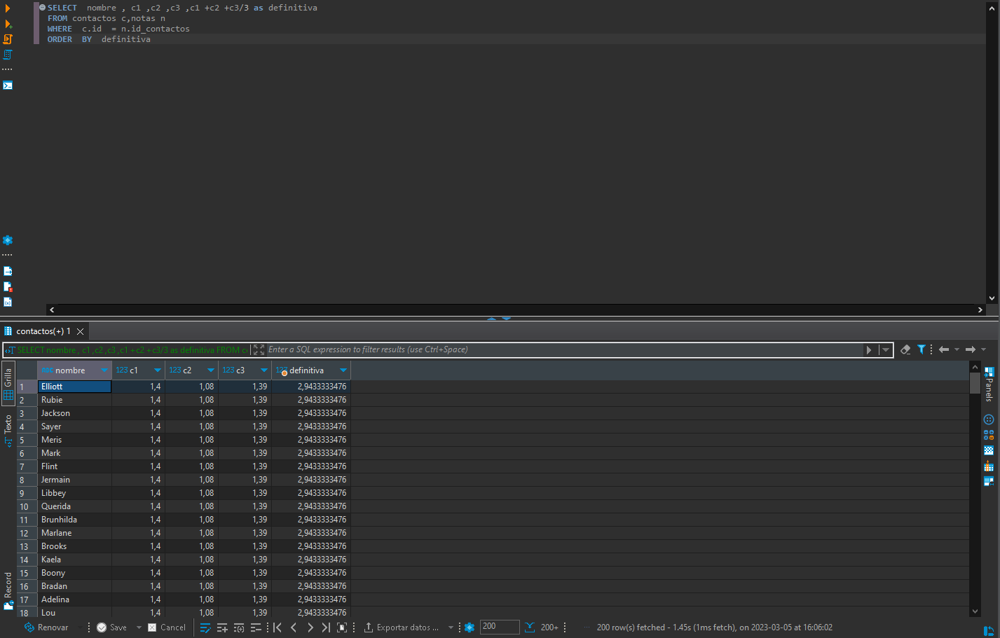 SELECT  nombre , c1 ,c2 ,c3 ,c1 +c2 +c3/3 as definitiva
FROM contactos c,notas n
WHERE  c.id  = n.id_contactos
ORDER  BY  definitiva
contactos(+) 1
SELECT nombre , c1 ,c2 ,c3 ,c1 +c2 +c3/3 as definitiva FROM c
Enter a SQL expression to filter results (use Ctrl+Space)
Grilla
Texto
Record
Panels
nombre 123 c1 123 c2 123 c3 123 definitiva
1 Elliott 1,4 1,08 1,39 2,9433333476
2 Rubie 1,4 1,08 1,39 2,9433333476
3 Jackson 1,4 1,08 1,39 2,9433333476
4 Sayer 1,4 1,08 1,39 2,9433333476
5 Meris 1,4 1,08 1,39 2,9433333476
6 Mark 1,4 1,08 1,39 2,9433333476
7 Flint 1,4 1,08 1,39 2,9433333476
8 Jermain 1,4 1,08 1,39 2,9433333476
9 Libbey 1,4 1,08 1,39 2,9433333476
10 Querida 1,4 1,08 1,39 2,9433333476
11 Brunhilda 1,4 1,08 1,39 2,9433333476
12 Marlane 1,4 1,08 1,39 2,9433333476
13 Brooks 1,4 1,08 1,39 2,9433333476
14 Kaela 1,4 1,08 1,39 2,9433333476
15 Boony 1,4 1,08 1,39 2,9433333476
16 Bradan 1,4 1,08 1,39 2,9433333476
17 Adelina 1,4 1,08 1,39 2,9433333476
18 Lou 1,4 1,08 1,39 2,9433333476
Renovar Save Cancel Exportar datos ... 200 200+ 200 row(s) fetched - 1.45s (1ms fetch), on 2023-03-05 at 16:06:02